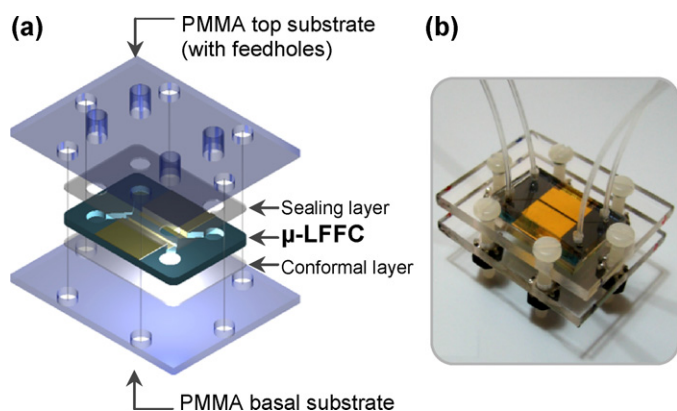 (a)
PMMA top substrate
(with feedholes)
Sealing layer
μ-LFFC
Conformal layer
PMMA basal substrate
(b)